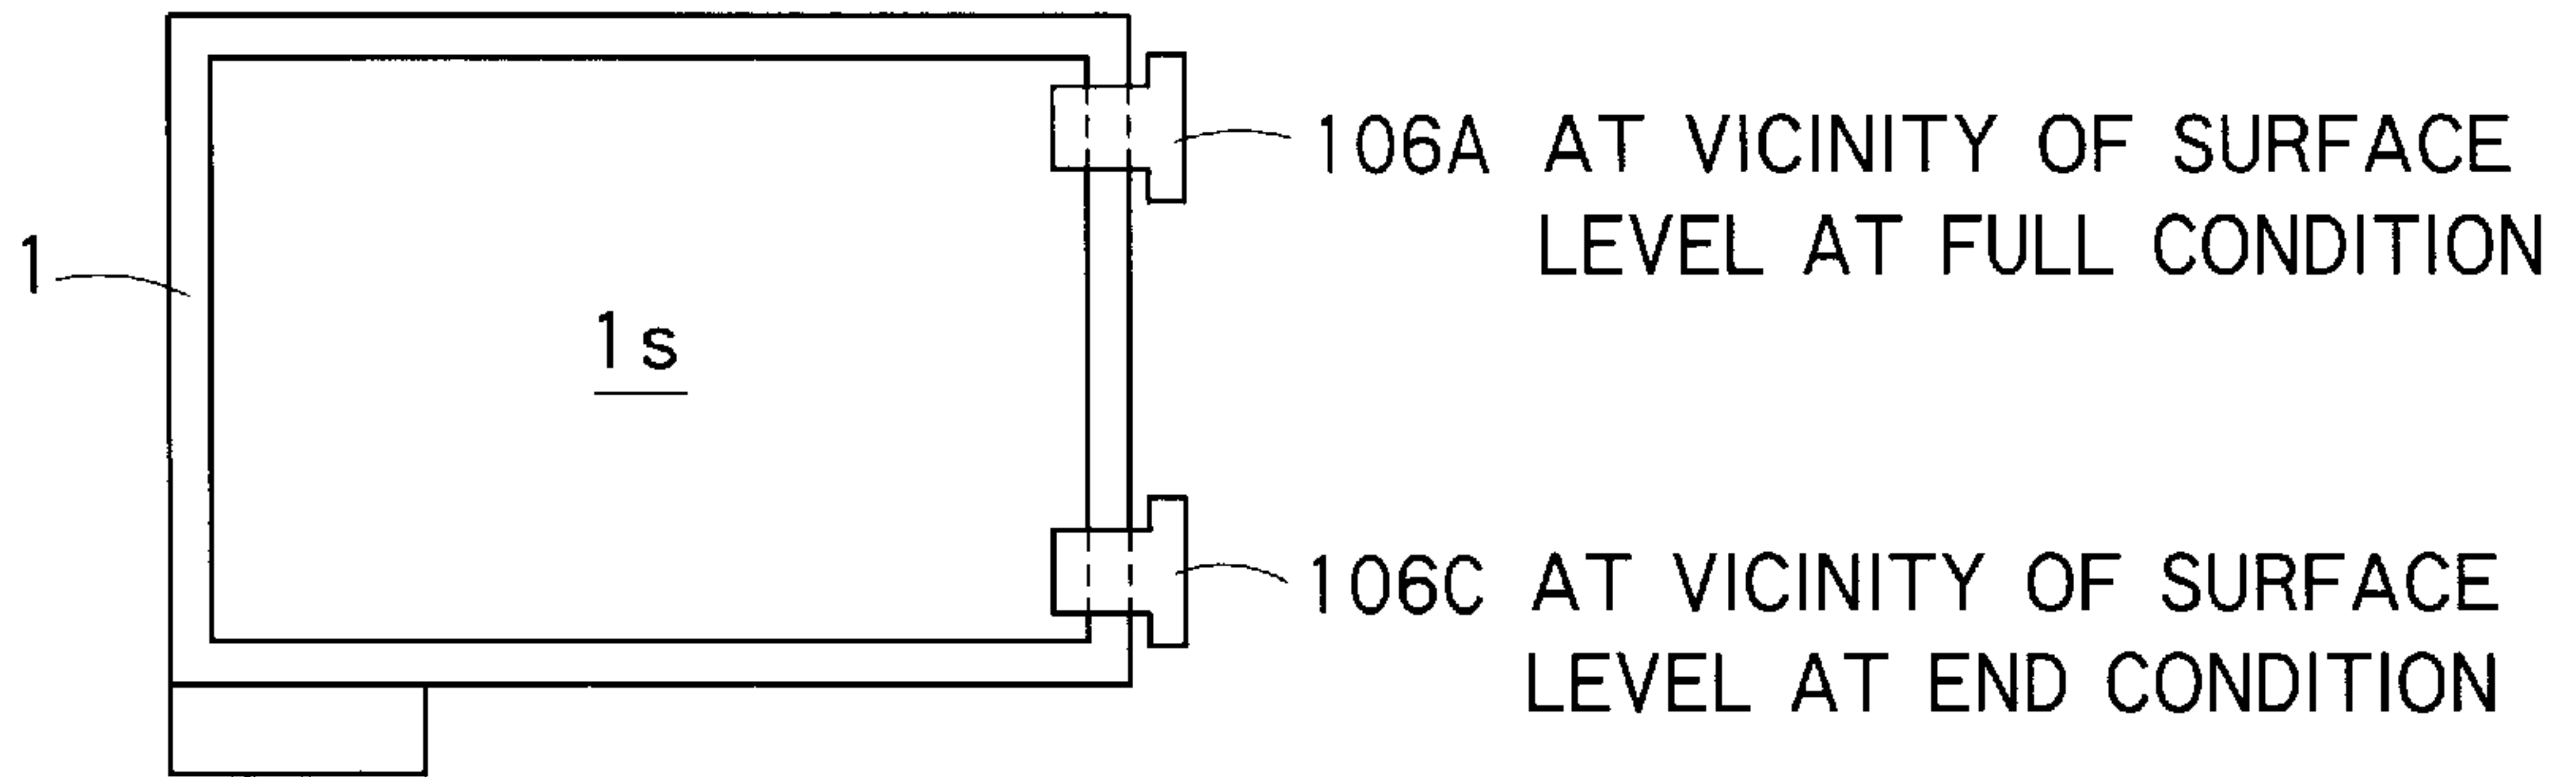 106A AT VICINITY OF SURFACE
LEVEL AT FULL CONDITION
1
1s
106C AT VICINITY OF SURFACE
LEVEL AT END CONDITION